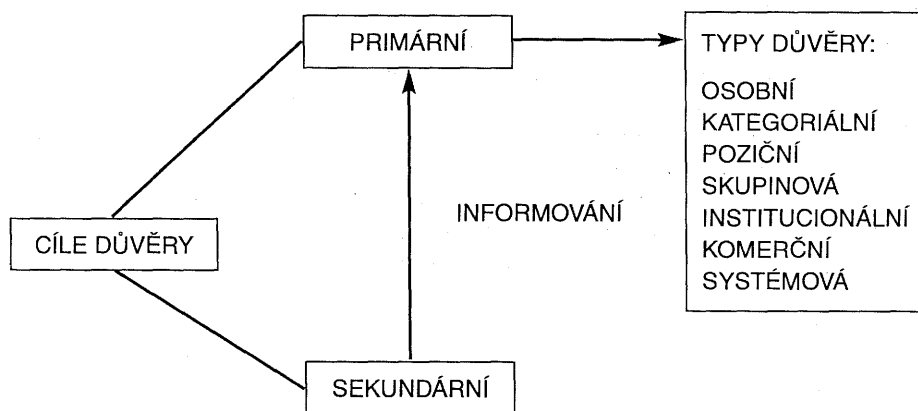 PRIMÁRNÍ
TYPY DŮVĚRY:
OSOBNÍ
KATEGORIÁLNÍ
POZIČNÍ
SKUPINOVÁ
INSTITUCIONÁLNÍ
KOMERČNÍ
SYSTÉMOVÁ
INFORMOVÁNÍ
CÍLE DŮVĚRY
SEKUNDÁRNÍ